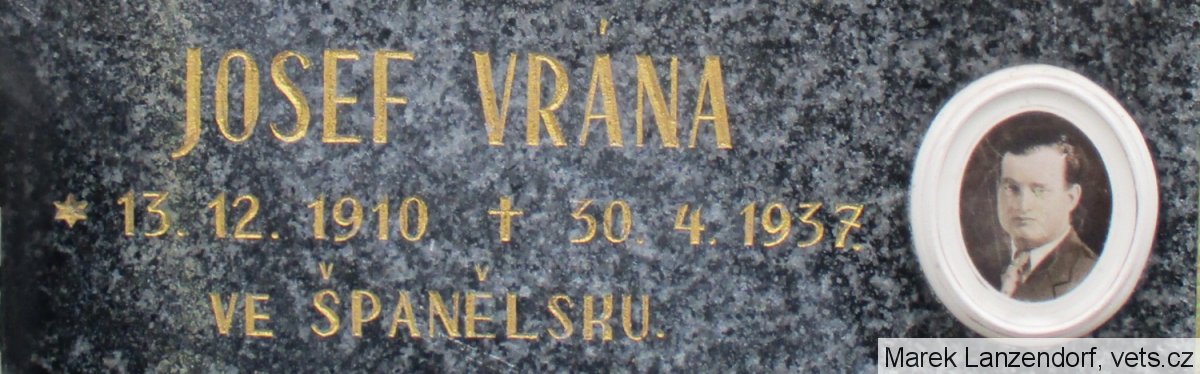 JOSEF VRÁNA
* 13. 12. 1910 ✝ 30. 4. 1937.
VE ŠPANĚLSKU.
Marek Lanzendorf, vets.cz